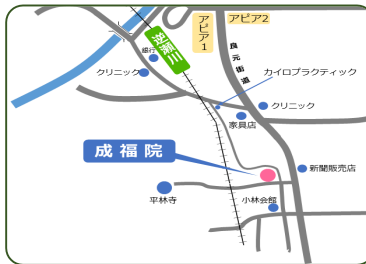 アピア1
アピア2
逆瀬川
良元街道
銀行
クリニック
カイロプラクティック
クリニック
家具店
成福院
新聞販売店
平林寺
小林会館